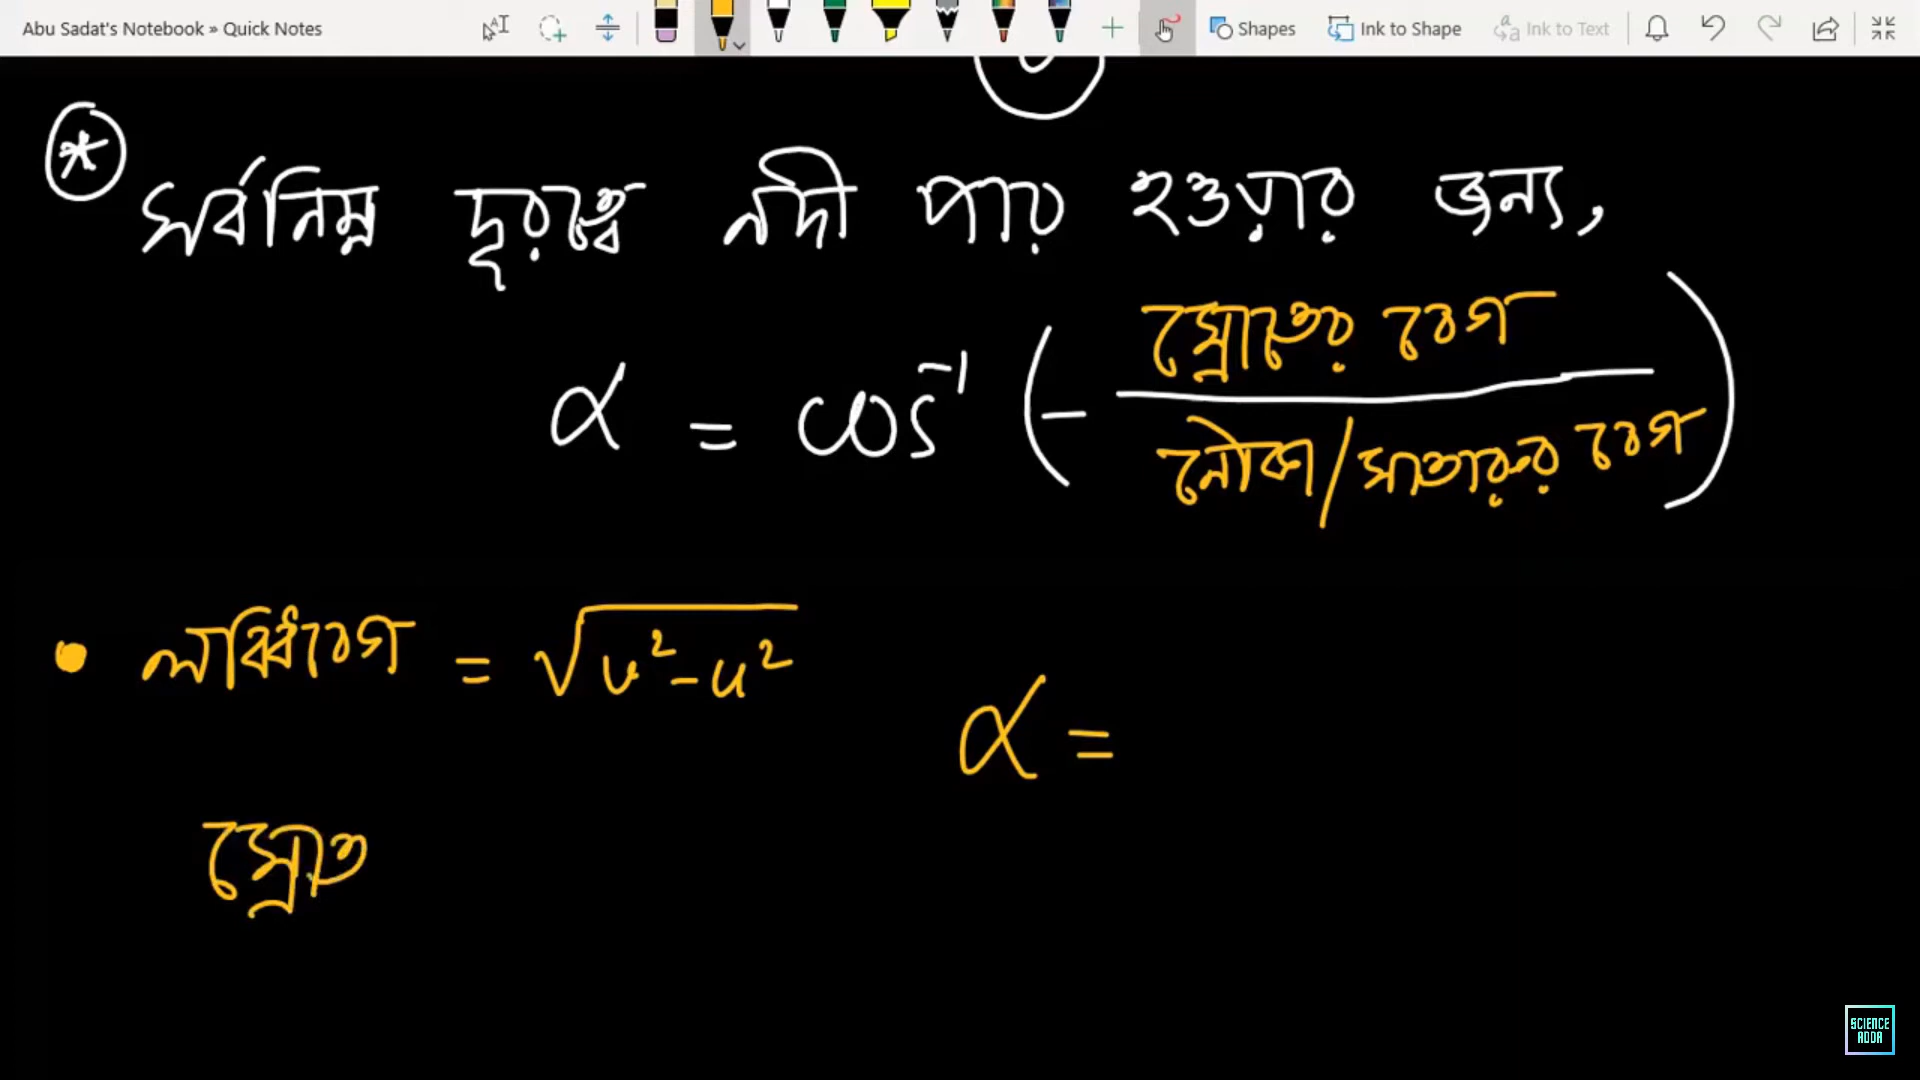 Abu Sadat's Notebook » Quick Notes
Shapes Ink to Shape Ink to Text
* সর্বনিম্ন দূরত্বে নদী পার হওয়ার জন্য,
α = cos⁻¹ (- স্রোতের বেগ / নৌকা/সাতারুর বেগ)
• লব্ধিবেগ = √v² - u²
α =
স্রোত
SCIENCE
ADDA